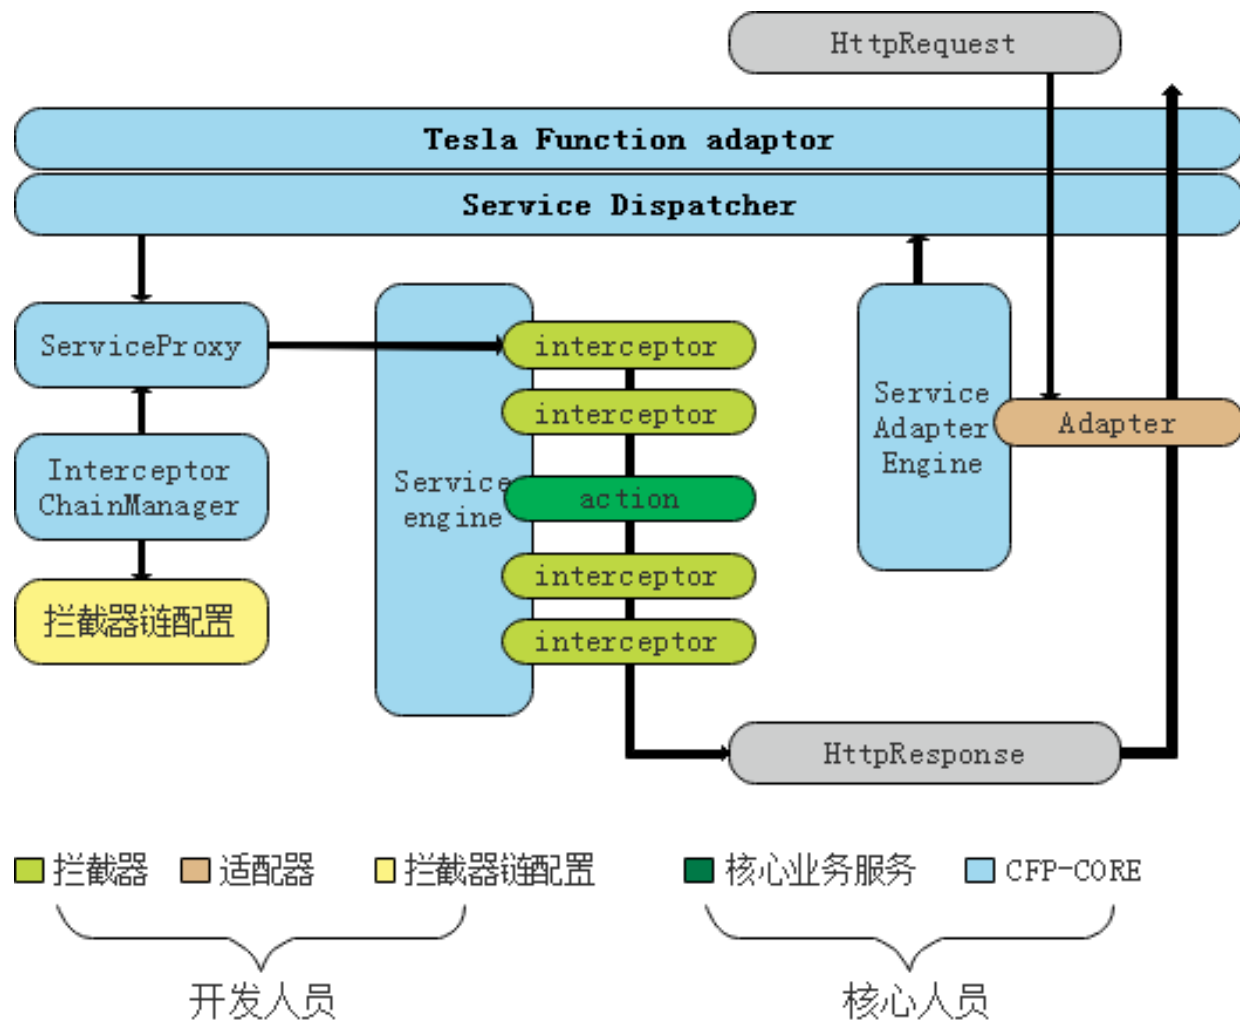 HttpRequest
Tesla Function adaptor
Service Dispatcher
ServiceProxy
Interceptor
ChainManager
拦截器链配置
Service
engine
interceptor
interceptor
action
interceptor
interceptor
Service
Adapter
Engine
Adapter
HttpResponse
拦截器
适配器
拦截器链配置
核心业务服务
CFP-CORE
开发人员
核心人员